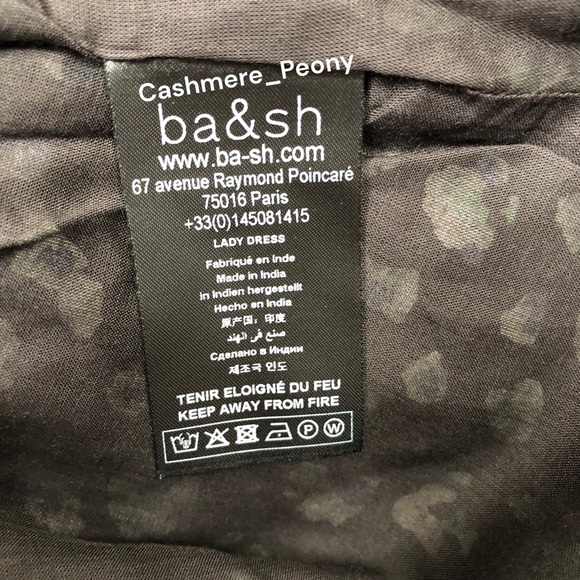 Cashmere_Peony
ba&sh
www.ba-sh.com
67 avenue Raymond Poincaré
75016 Paris
+33(0)145081415
LADY DRESS
Fabriqué en Inde
Made in India
in Indien hergestellt
Hecho en India
原产国：印度
صنع في الهند
Сделано в Индии
제조국 인도
TENIR ELOIGNÉ DU FEU
KEEP AWAY FROM FIRE
P W